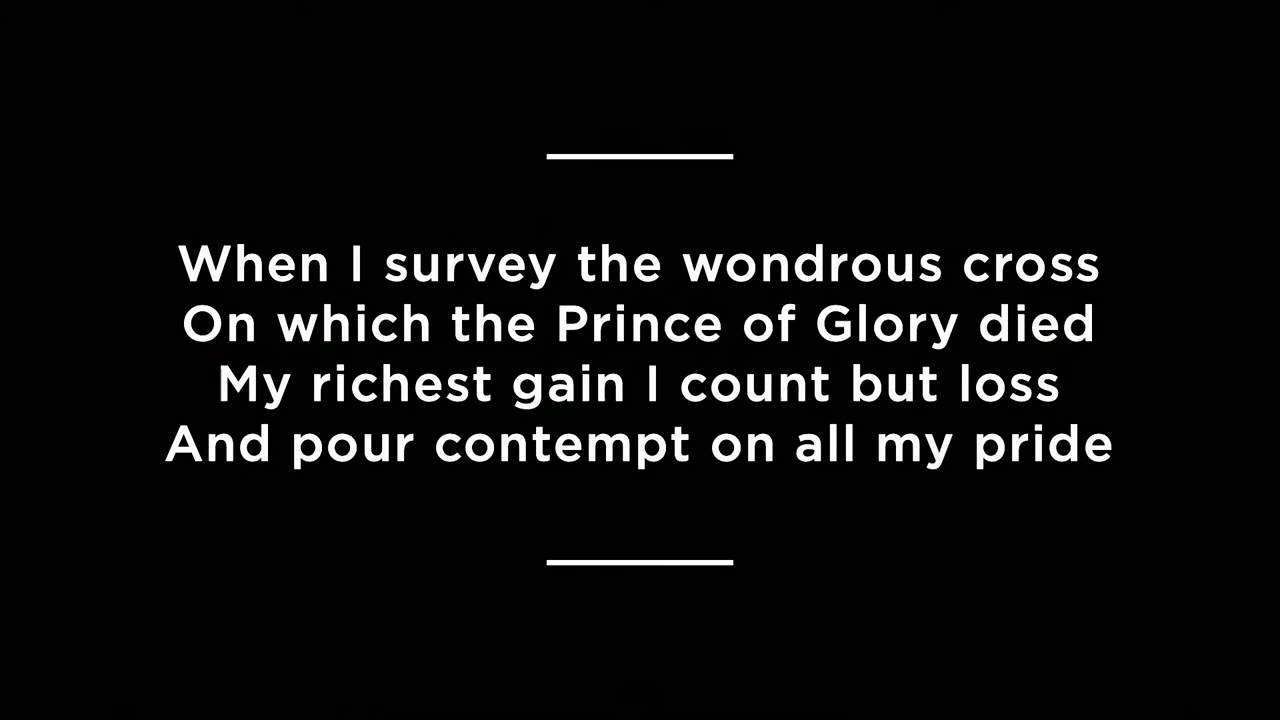 When I survey the wondrous cross
On which the Prince of Glory died
My richest gain I count but loss
And pour contempt on all my pride